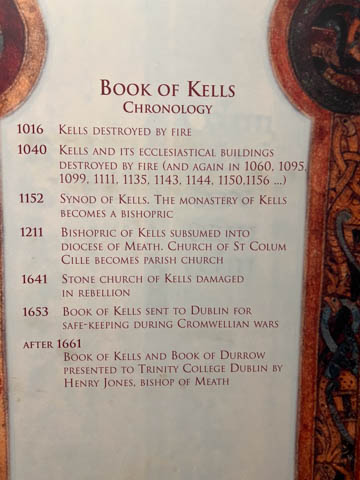 BOOK OF KELLS
CHRONOLOGY
1016 KELLS DESTROYED BY FIRE
1040 KELLS AND ITS ECCLESIASTICAL BUILDINGS
DESTROYED BY FIRE (AND AGAIN IN 1060, 1095,
1099, 1111, 1135, 1143, 1144, 1150,1156 ...)
1152 SYNOD OF KELLS. THE MONASTERY OF KELLS
BECOMES A BISHOPRIC
1211 BISHOPRIC OF KELLS SUBSUMED INTO
DIOCESE OF MEATH. CHURCH OF ST COLUM
CILLE BECOMES PARISH CHURCH
1641 STONE CHURCH OF KELLS DAMAGED
IN REBELLION
1653 BOOK OF KELLS SENT TO DUBLIN FOR
SAFE-KEEPING DURING CROMWELLIAN WARS
AFTER 1661
BOOK OF KELLS AND BOOK OF DURROW
PRESENTED TO TRINITY COLLEGE DUBLIN BY
HENRY JONES, BISHOP OF MEATH